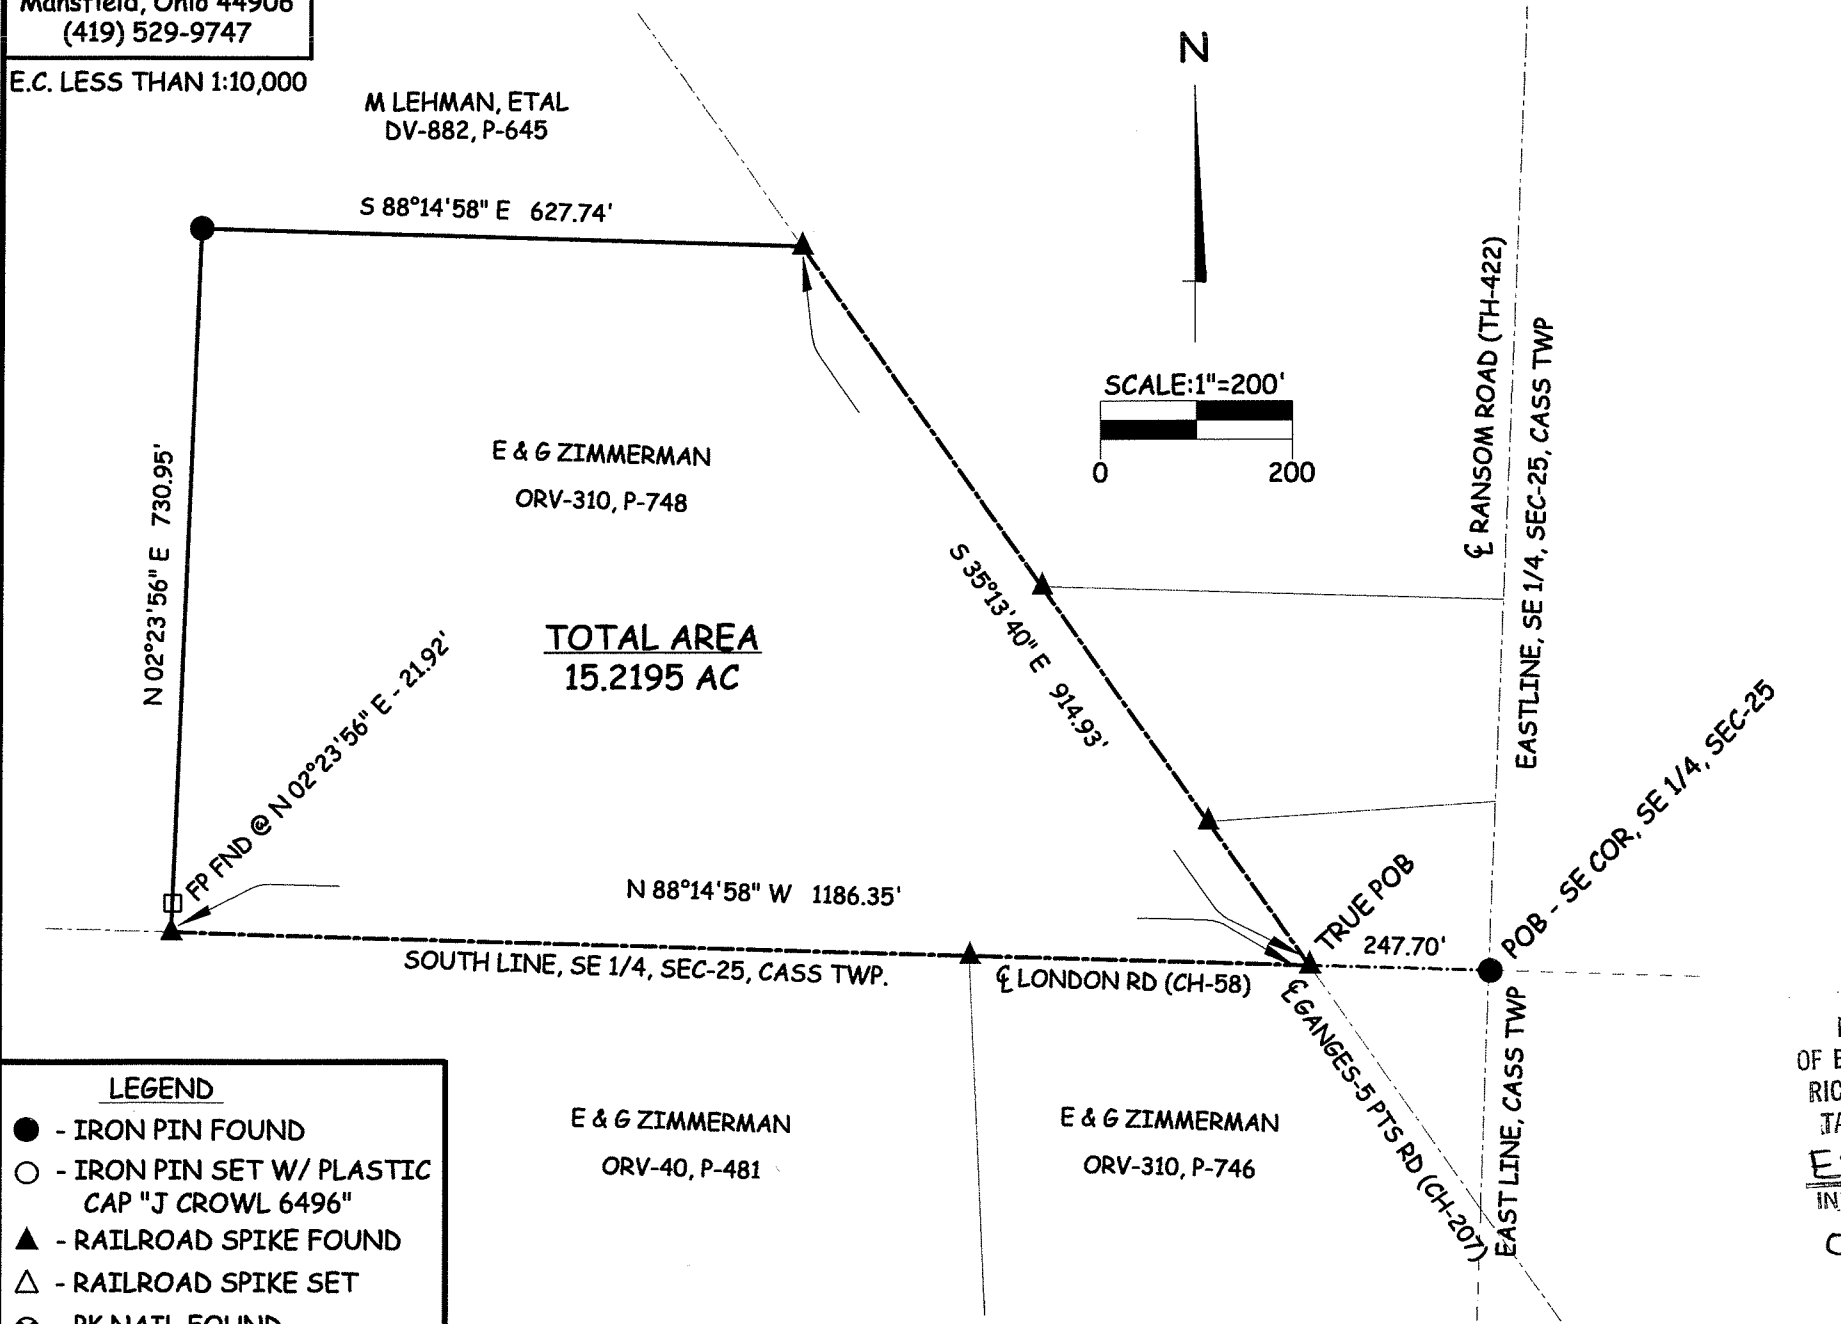 Mansfield, Ohio 44906
(419) 529-9747
E.C. LESS THAN 1:10,000
M LEHMAN, ETAL
DV-882, P-645
N
S 88°14'58" E 627.74'
SCALE:1"=200'
0 200
℄ RANSOM ROAD (TH-422)
EASTLINE, SE 1/4, SEC-25, CASS TWP
E & G ZIMMERMAN
ORV-310, P-748
N 02°23'56" E 730.95'
S 35°13'40" E 914.93'
TOTAL AREA
15.2195 AC
FP FND @ N 02°23'56" E - 21.92'
N 88°14'58" W 1186.35'
TRUE POB
247.70'
POB - SE COR, SE 1/4, SEC-25
SOUTH LINE, SE 1/4, SEC-25, CASS TWP.
℄ LONDON RD (CH-58)
℄ GANGES-5 PTS RD (CH-207)
EAST LINE, CASS TWP
E & G ZIMMERMAN
ORV-40, P-481
E & G ZIMMERMAN
ORV-310, P-746
LEGEND
● - IRON PIN FOUND
○ - IRON PIN SET W/ PLASTIC
CAP "J CROWL 6496"
▲ - RAILROAD SPIKE FOUND
△ - RAILROAD SPIKE SET
- PK NAIL FOUND
OF